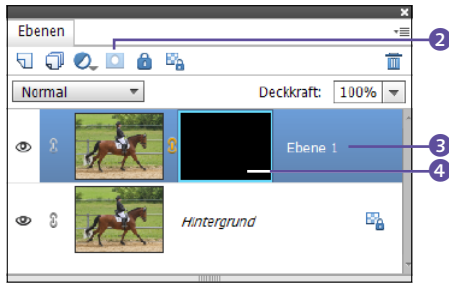 Ebenen
2
Normal
Deckkraft: 100%
Ebene 1
3
4
Hintergrund